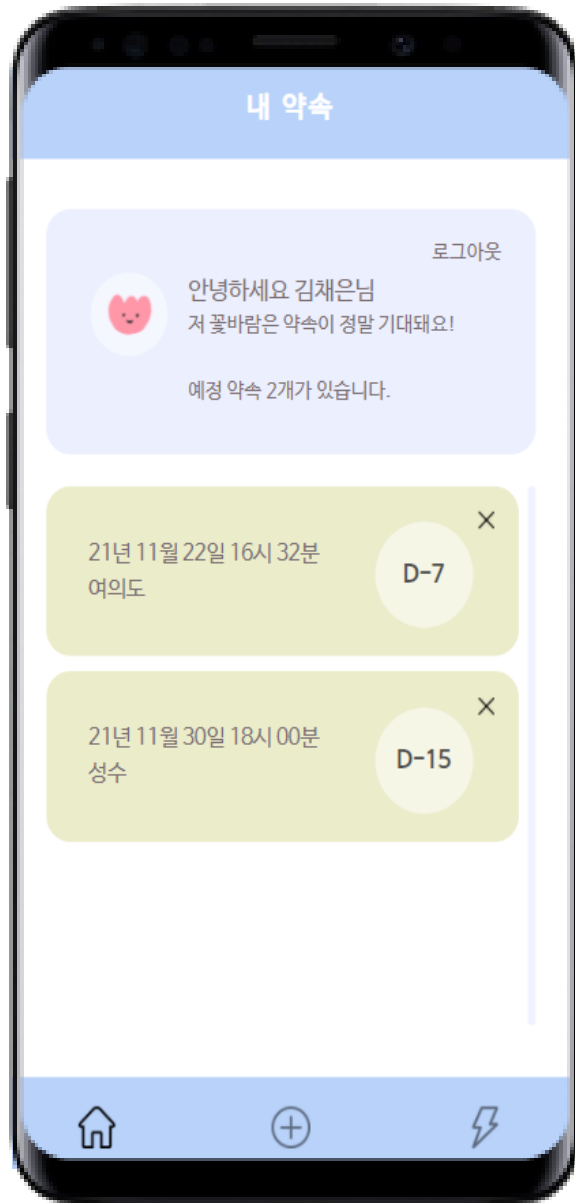 내 약속
로그아웃
안녕하세요 김채은님
저 꽃바람은 약속이 정말 기대돼요!
예정 약속 2개가 있습니다.
21년 11월 22일 16시 32분
여의도
D-7
21년 11월 30일 18시 00분
성수
D-15